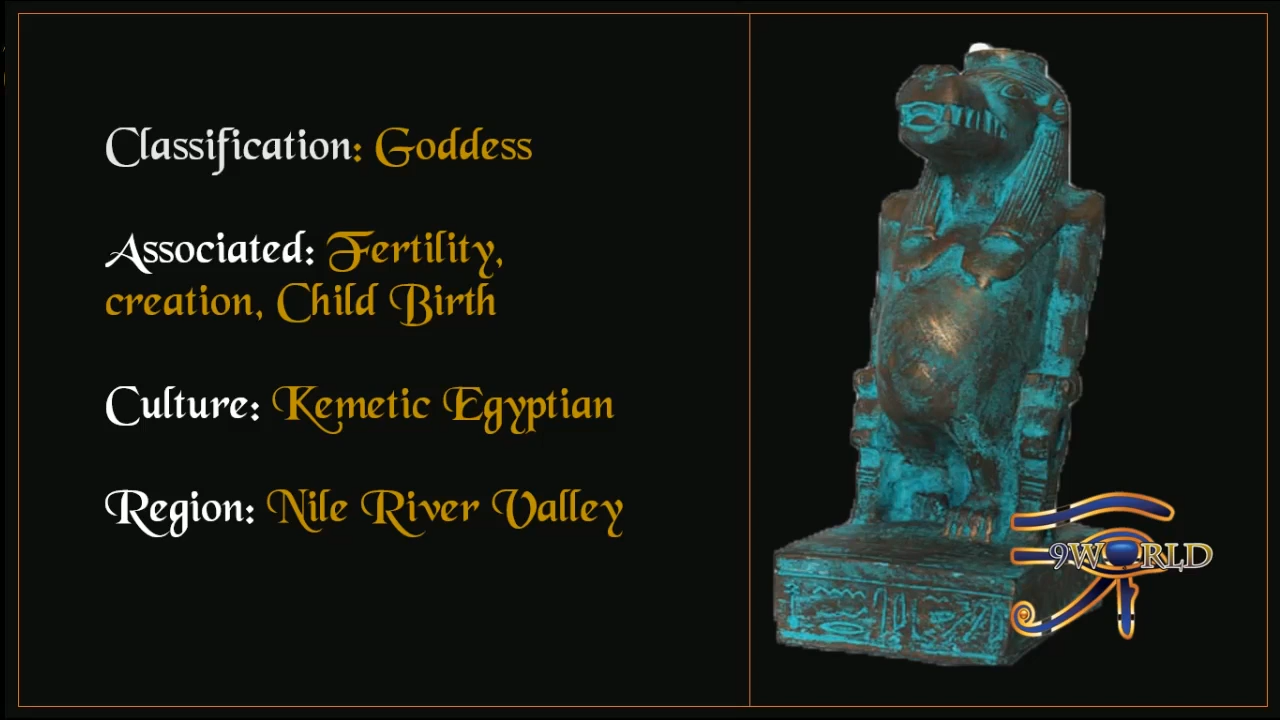 Classification: Goddess
Associated: Fertility,
creation, Child Birth
Culture: Kemetic Egyptian
Region: Nile River Valley
9WORLD